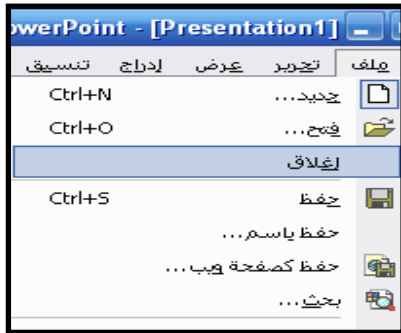 owerPoint - [Presentation1]
ملف تحرير عرض إدراج تنسيق
جديد... Ctrl+N
فتح... Ctrl+O
إغلاق
حفظ Ctrl+S
حفظ باسم...
حفظ كصفحة ويب...
بحث...